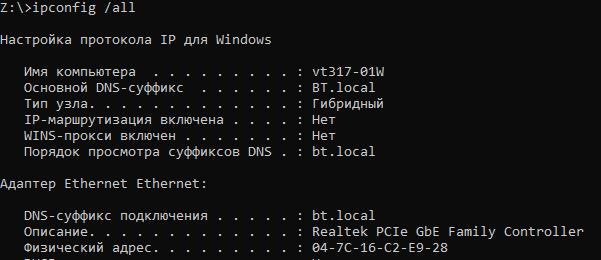 Z:\>ipconfig /all
Настройка протокола IP для Windows
Имя компьютера . . . . . . . . . : vt317-01W
Основной DNS-суффикс . . . . . . : BT.local
Тип узла. . . . . . . . . . . . . : Гибридный
IP-маршрутизация включена . . . . : Нет
WINS-прокси включен . . . . . . . : Нет
Порядок просмотра суффиксов DNS . : bt.local
Адаптер Ethernet Ethernet:
DNS-суффикс подключения . . . . . : bt.local
Описание. . . . . . . . . . . . . : Realtek PCIe GbE Family Controller
Физический адрес. . . . . . . . . : 04-7C-16-C2-E9-28